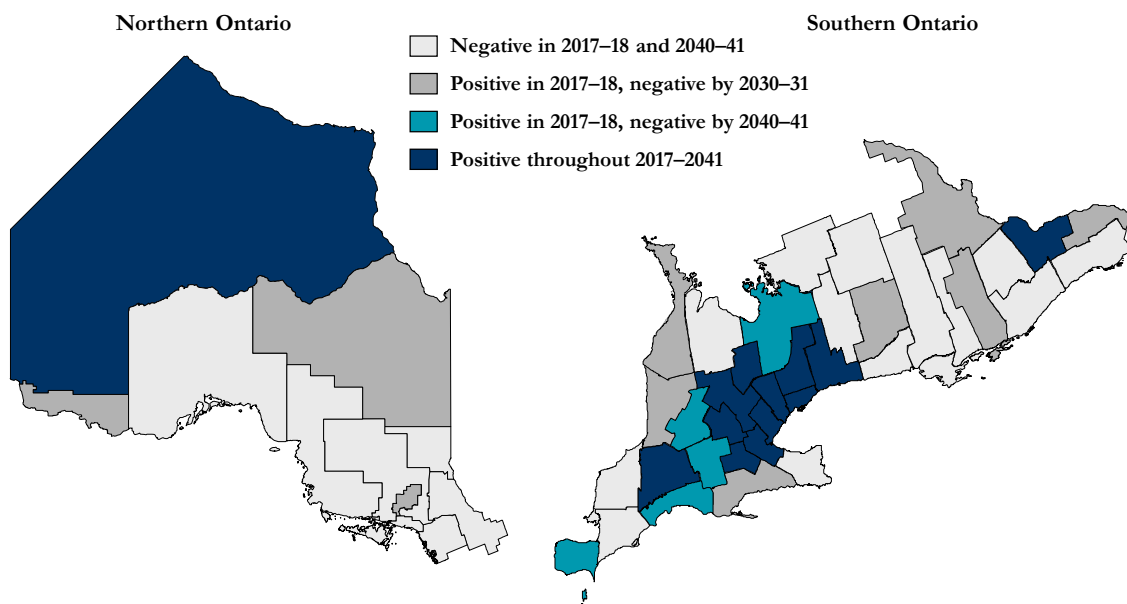 Northern Ontario
Southern Ontario
Negative in 2017–18 and 2040–41
Positive in 2017–18, negative by 2030–31
Positive in 2017–18, negative by 2040–41
Positive throughout 2017–2041